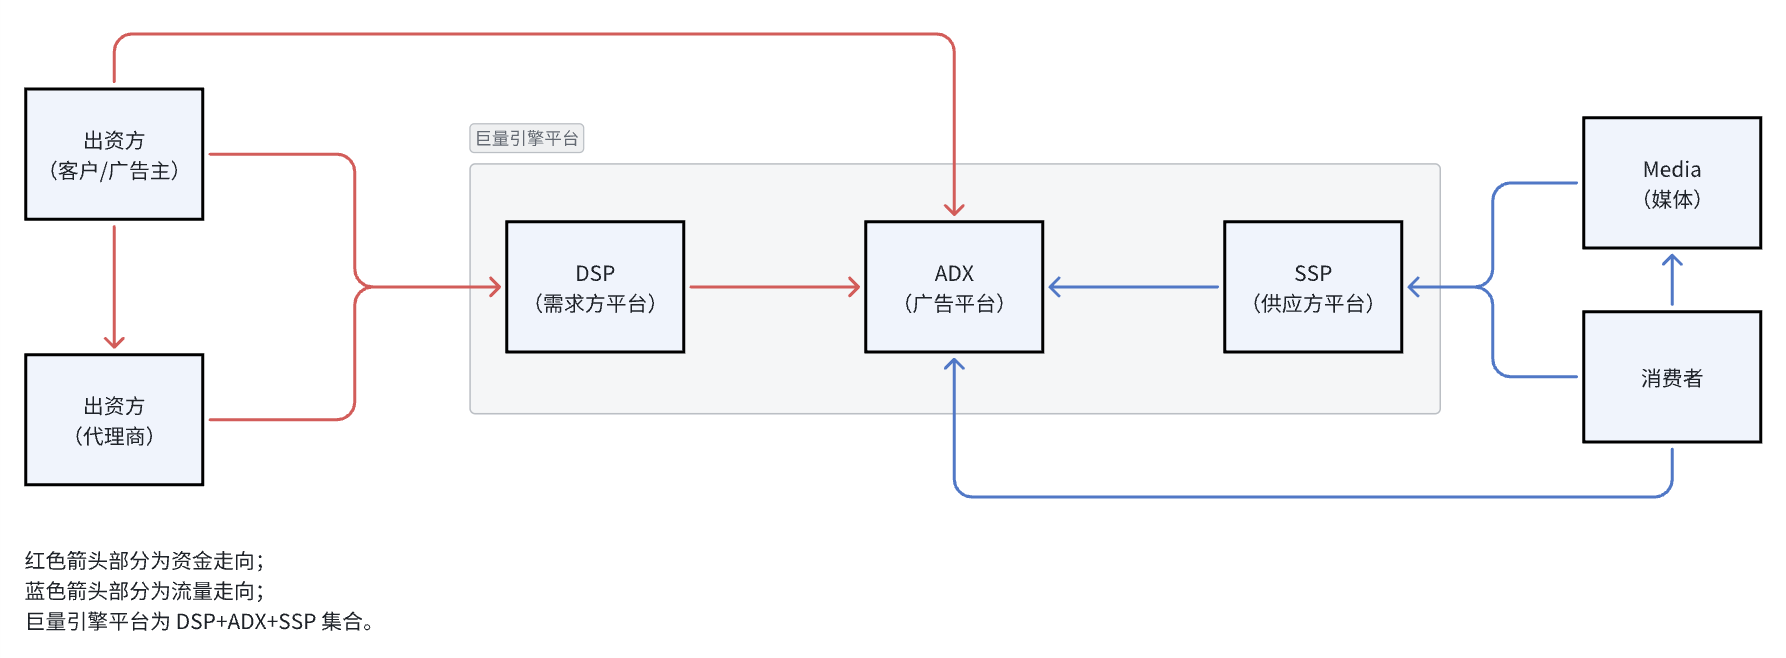 出资方
（客户/广告主）
出资方
（代理商）
巨量引擎平台
DSP
（需求方平台）
ADX
（广告平台）
SSP
（供应方平台）
Media
（媒体）
消费者
红色箭头部分为资金走向；
蓝色箭头部分为流量走向；
巨量引擎平台为 DSP+ADX+SSP 集合。